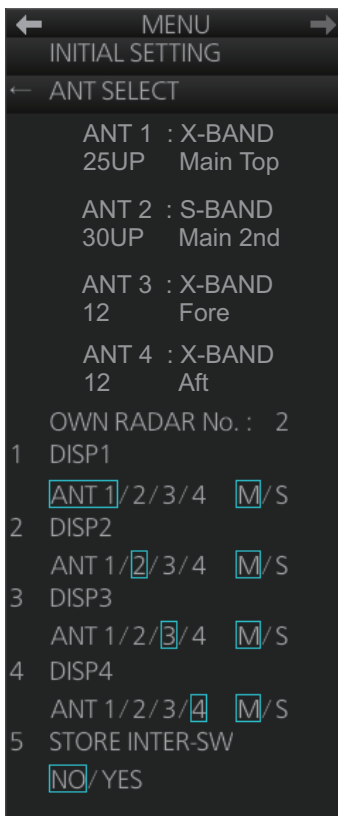 ← MENU →
INITIAL SETTING
← ANT SELECT
ANT 1 : X-BAND
25UP Main Top
ANT 2 : S-BAND
30UP Main 2nd
ANT 3 : X-BAND
12 Fore
ANT 4 : X-BAND
12 Aft
OWN RADAR No. : 2
1 DISP1
ANT 1/2/3/4 M/S
2 DISP2
ANT 1/2/3/4 M/S
3 DISP3
ANT 1/2/3/4 M/S
4 DISP4
ANT 1/2/3/4 M/S
5 STORE INTER-SW
NO/YES